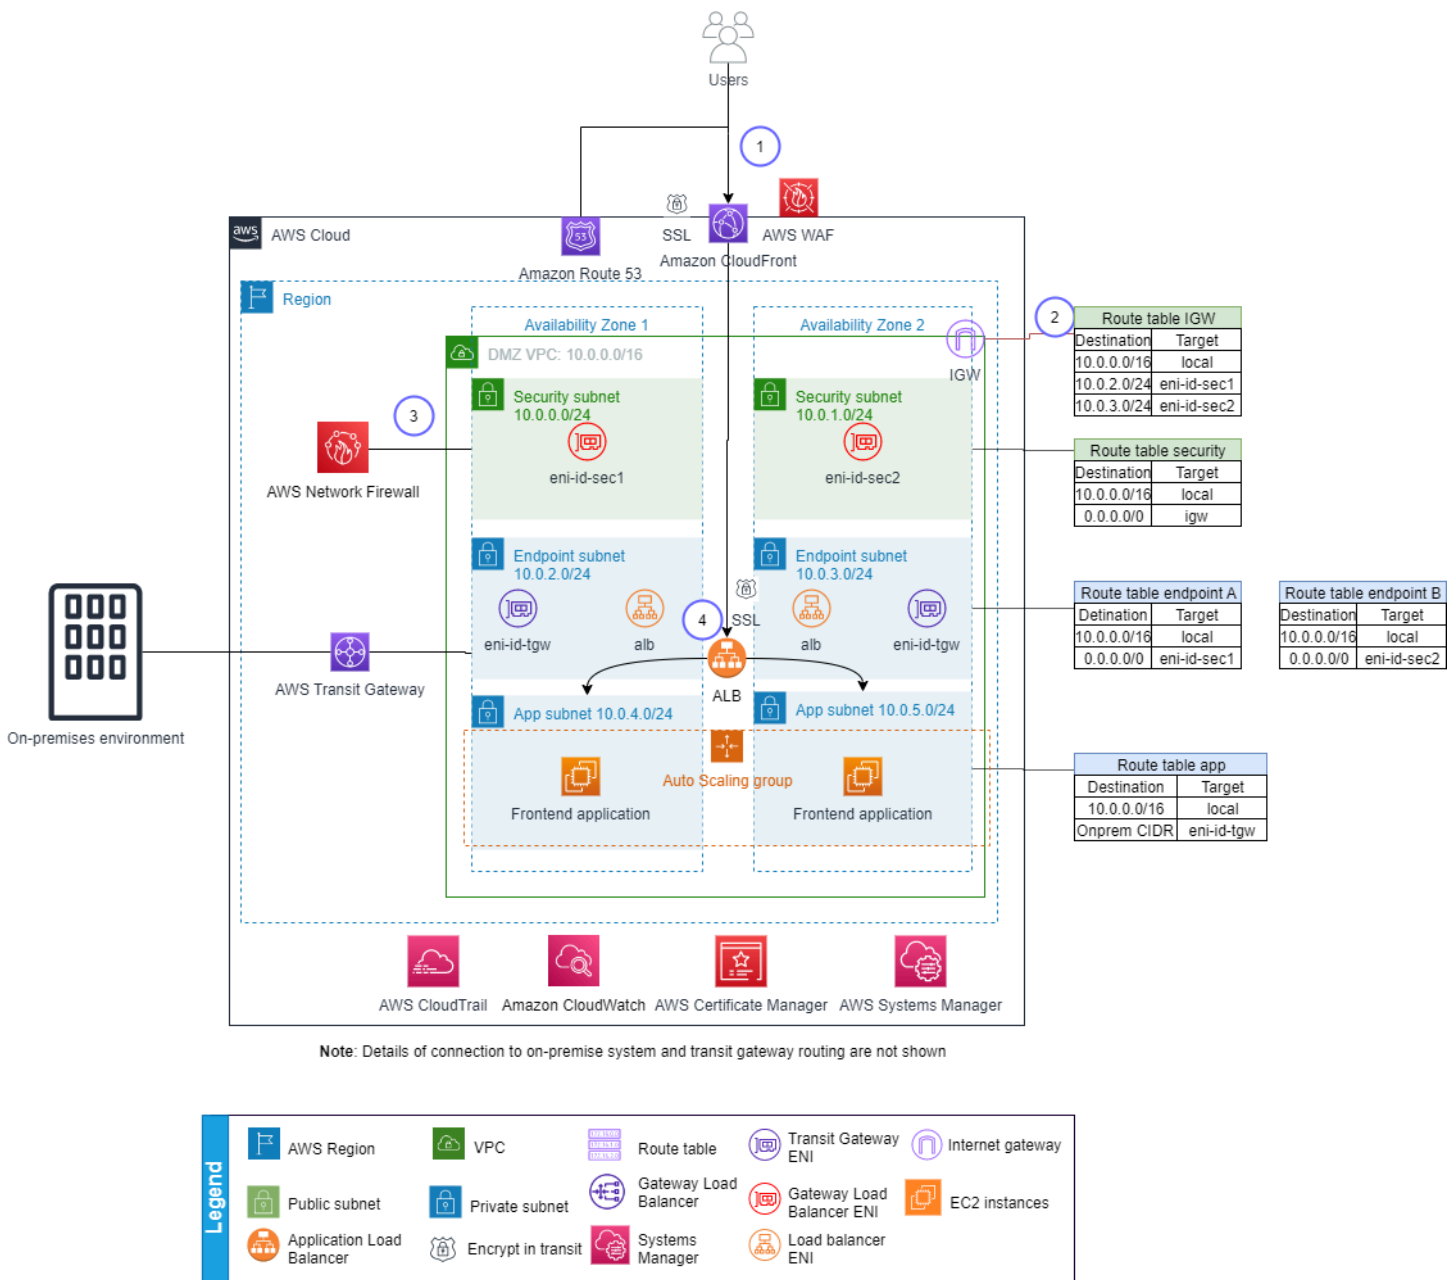 Users
1
aws
AWS Cloud
53
Amazon Route 53
SSL
Amazon CloudFront
AWS WAF
Region
Availability Zone 1
Availability Zone 2
DMZ VPC: 10.0.0.0/16
IGW
2
Route table IGW
Destination Target
10.0.0.0/16 local
10.0.2.0/24 eni-id-sec1
10.0.3.0/24 eni-id-sec2
Security subnet
10.0.0.0/24
eni-id-sec1
Security subnet
10.0.1.0/24
eni-id-sec2
3
AWS Network Firewall
Route table security
Destination Target
10.0.0.0/16 local
0.0.0.0/0 igw
Endpoint subnet
10.0.2.0/24
eni-id-tgw
alb
Endpoint subnet
10.0.3.0/24
alb
eni-id-tgw
4
SSL
ALB
Route table endpoint A
Detination Target
10.0.0.0/16 local
0.0.0.0/0 eni-id-sec1
Route table endpoint B
Destination Target
10.0.0.0/16 local
0.0.0.0/0 eni-id-sec2
On-premises environment
AWS Transit Gateway
App subnet 10.0.4.0/24
App subnet 10.0.5.0/24
Auto Scaling group
Frontend application
Frontend application
Route table app
Destination Target
10.0.0.0/16 local
Onprem CIDR eni-id-tgw
AWS CloudTrail
Amazon CloudWatch
AWS Certificate Manager
AWS Systems Manager
Note: Details of connection to on-premise system and transit gateway routing are not shown
Legend
AWS Region
VPC
Route table
Transit Gateway
ENI
Internet gateway
Public subnet
Private subnet
Gateway Load
Balancer
Gateway Load
Balancer ENI
EC2 instances
Application Load
Balancer
Encrypt in transit
Systems
Manager
Load balancer
ENI